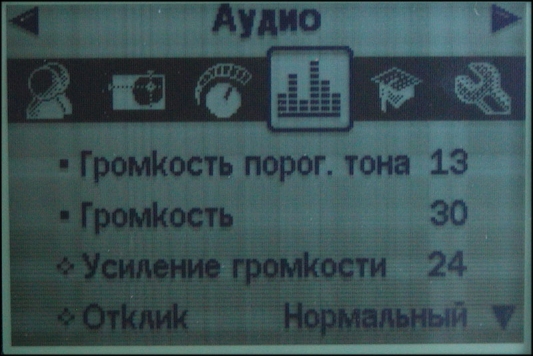 Аудио
Громкость порог. тона 13
Громкость 30
Усиление громкости 24
Отклик Нормальный